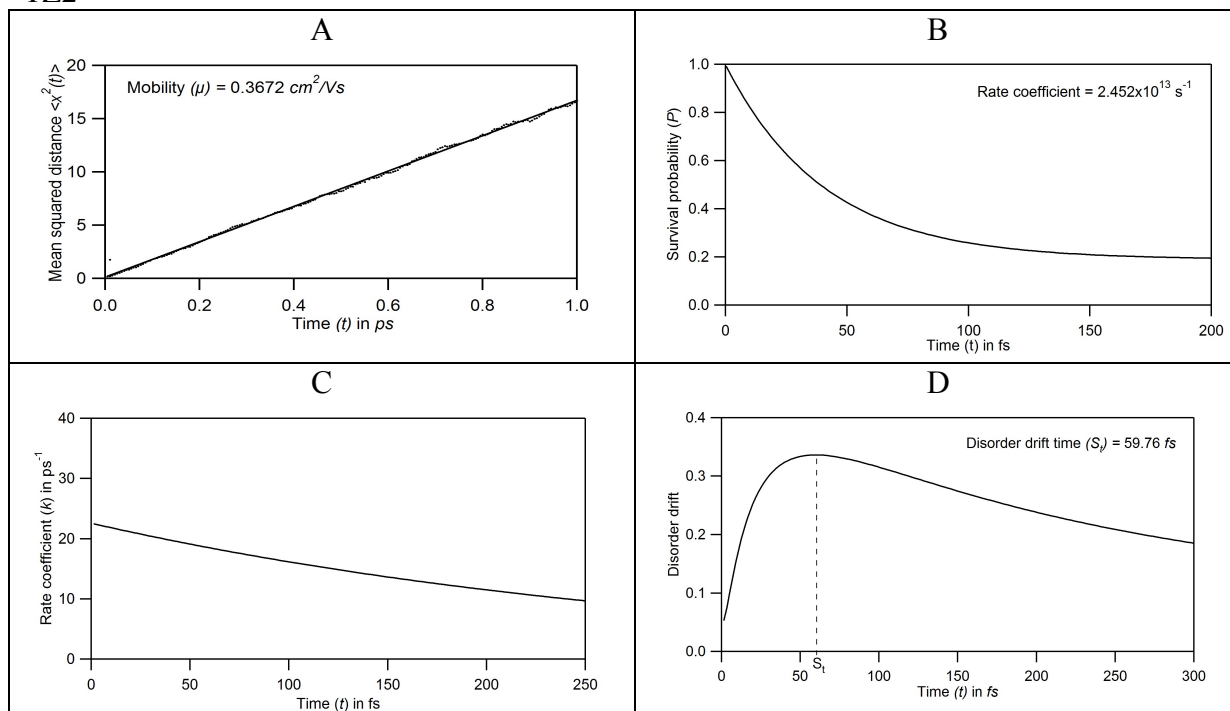 A
Mean squared distance <χ²(t)>
20
15
10
5
0
Mobility (μ) = 0.3672 cm²/Vs
0.0 0.2 0.4 0.6 0.8 1.0
Time (t) in ps
B
Survival probability (P)
1.0
0.8
0.6
0.4
0.2
0.0
Rate coefficient = 2.452x10¹³ s⁻¹
0 50 100 150 200
Time (t) in fs
C
Rate coefficient (k) in ps⁻¹
40
30
20
10
0
0 50 100 150 200 250
Time (t) in fs
D
Disorder drift
0.4
0.3
0.2
0.1
0.0
Disorder drift time (Sₜ) = 59.76 fs
0 50 Sₜ 100 150 200 250 300
Time (t) in fs